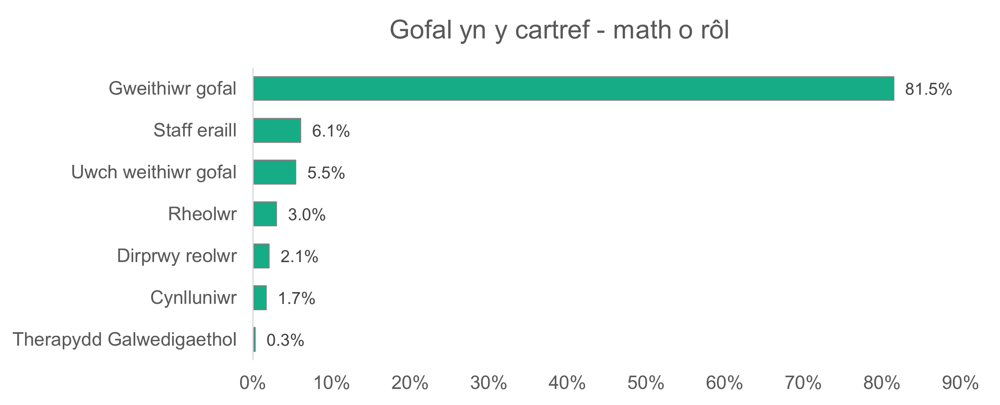 Gofal yn y cartref - math o rôl
Gweithiwr gofal 81.5%
Staff eraill 6.1%
Uwch weithiwr gofal 5.5%
Rheolwr 3.0%
Dirprwy reolwr 2.1%
Cynlluniwr 1.7%
Therapydd Galwedigaethol 0.3%
0% 10% 20% 30% 40% 50% 60% 70% 80% 90%